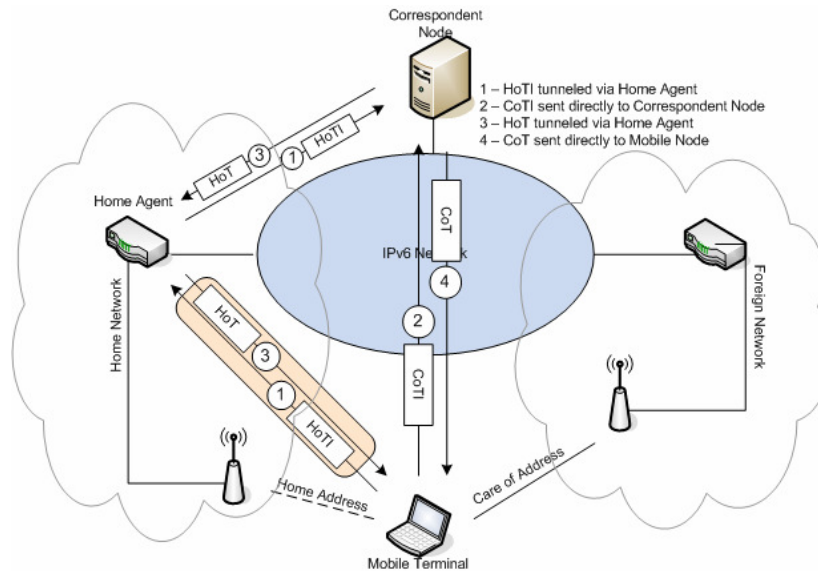 Correspondent
Node
1 – HoTI tunneled via Home Agent
2 – CoTI sent directly to Correspondent Node
3 – HoT tunneled via Home Agent
4 – CoT sent directly to Mobile Node
HoT
3
1
HoTI
Home Agent
CoT
IPv6 Network
4
2
CoTI
Home Network
Foreign Network
HoT
3
1
HoTI
Home Address
Care of Address
Mobile Terminal